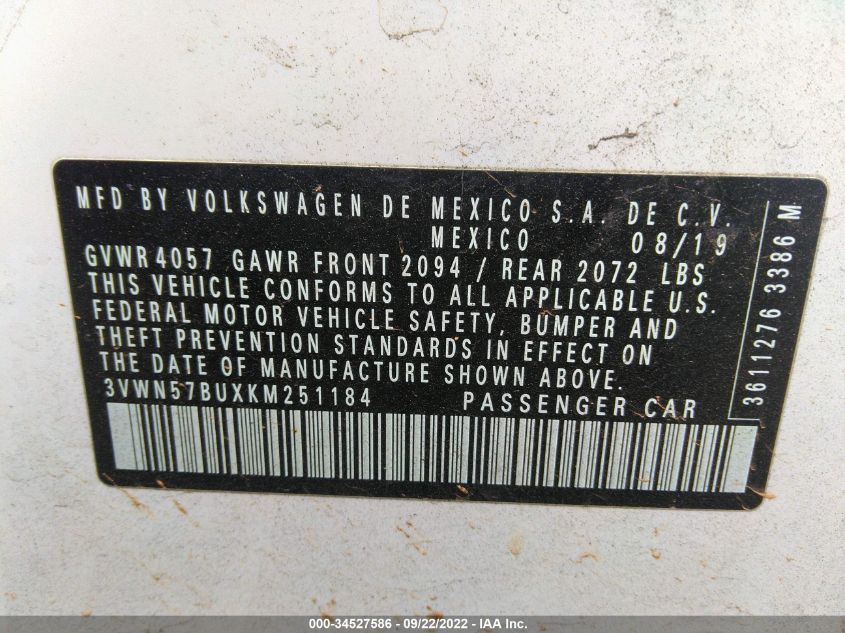 MFD BY VOLKSWAGEN DE MEXICO S.A. DE C.V.
MEXICO 08/19
GVWR 4057 GAWR FRONT 2094 / REAR 2072 LBS
THIS VEHICLE CONFORMS TO ALL APPLICABLE U.S.
FEDERAL MOTOR VEHICLE SAFETY, BUMPER AND
THEFT PREVENTION STANDARDS IN EFFECT ON
THE DATE OF MANUFACTURE SHOWN ABOVE.
3VWN57BUXKM251184 PASSENGER CAR
3611276 3386 M
000-34527586 - 09/22/2022 - IAA Inc.